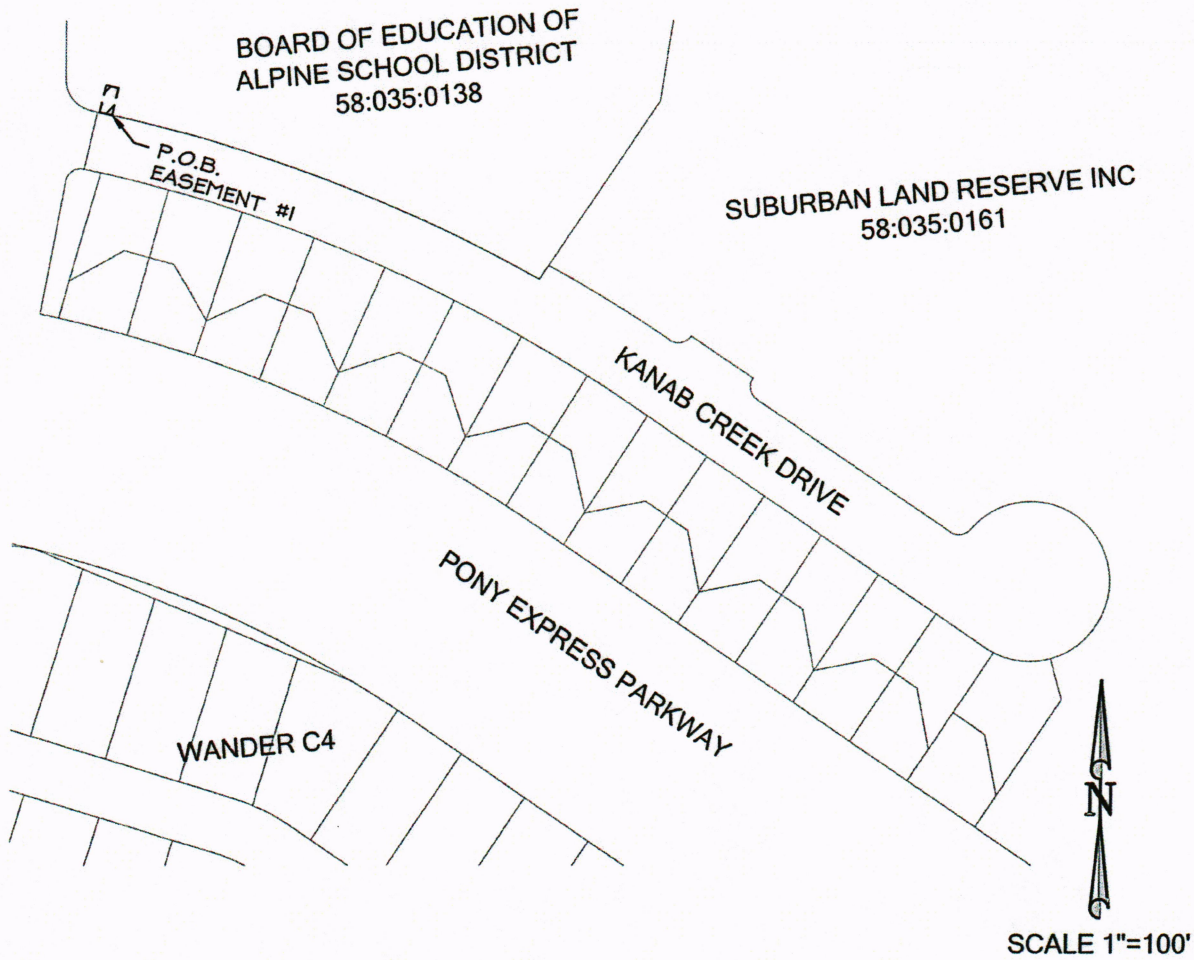 BOARD OF EDUCATION OF
ALPINE SCHOOL DISTRICT
58:035:0138
P.O.B.
EASEMENT #1
SUBURBAN LAND RESERVE INC
58:035:0161
KANAB CREEK DRIVE
PONY EXPRESS PARKWAY
WANDER C4
N
SCALE 1"=100'